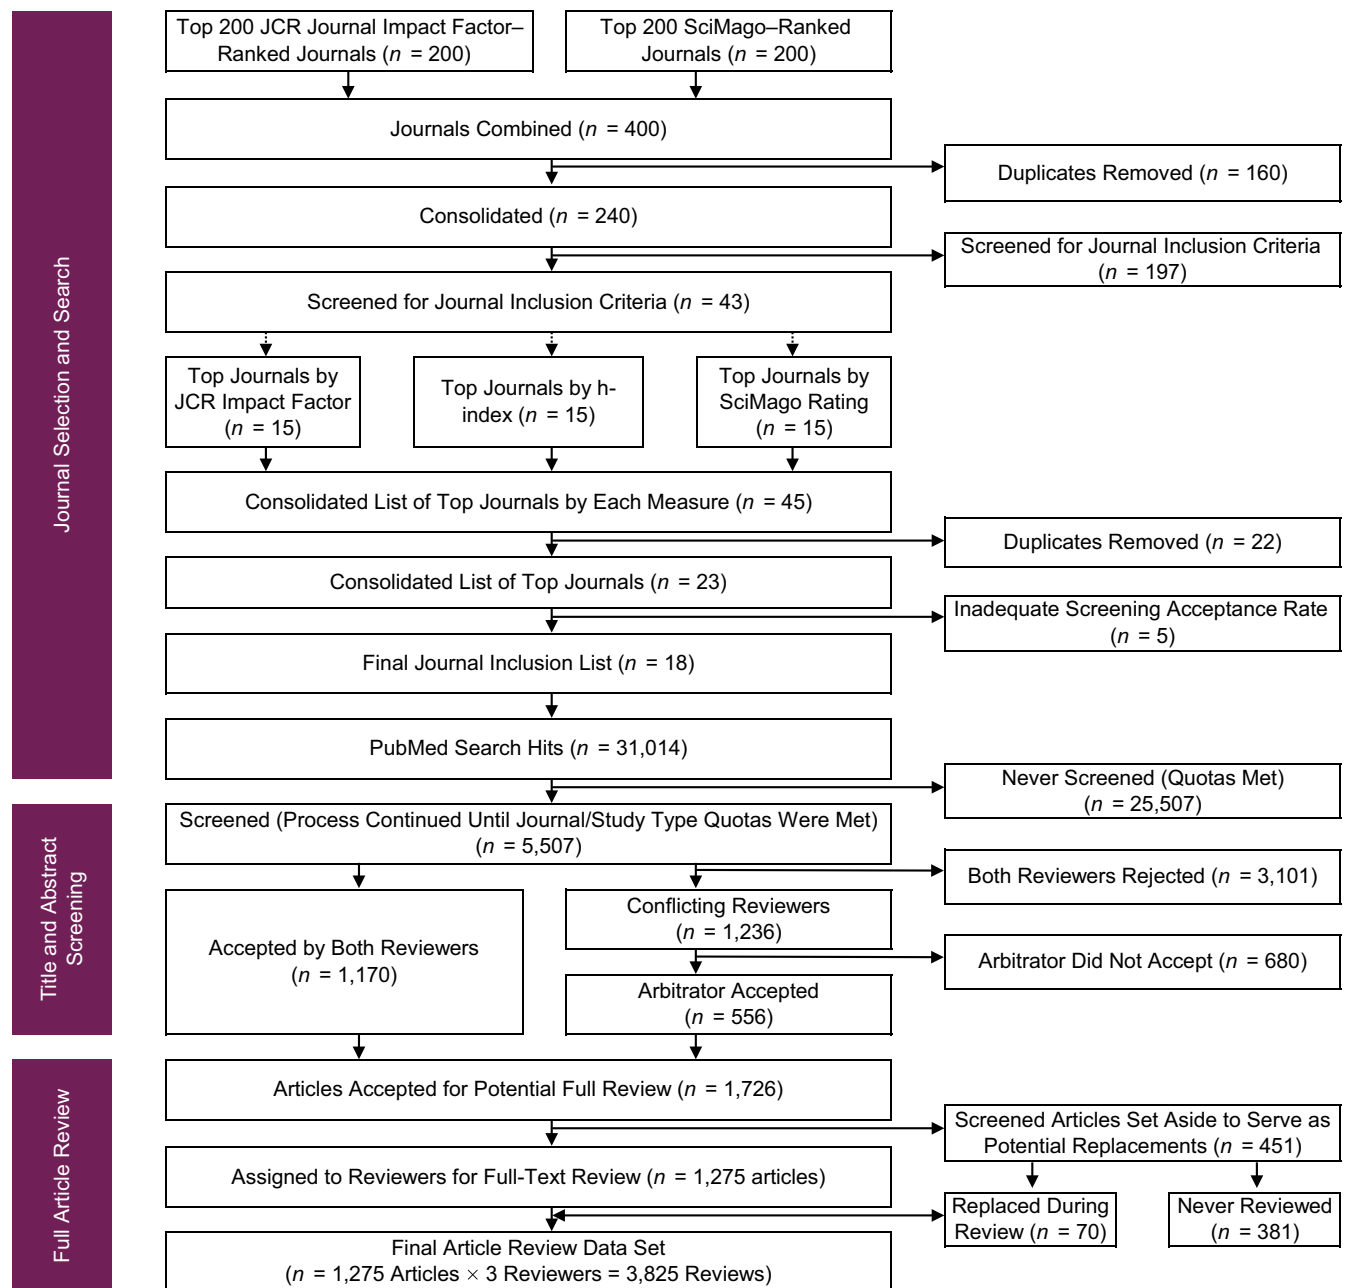 Journal Selection and Search
Top 200 JCR Journal Impact Factor–
Ranked Journals (n = 200)
Top 200 SciMago–Ranked
Journals (n = 200)
Journals Combined (n = 400)
Duplicates Removed (n = 160)
Consolidated (n = 240)
Screened for Journal Inclusion Criteria
(n = 197)
Screened for Journal Inclusion Criteria (n = 43)
Top Journals by
JCR Impact Factor
(n = 15)
Top Journals by h-
index (n = 15)
Top Journals by
SciMago Rating
(n = 15)
Consolidated List of Top Journals by Each Measure (n = 45)
Duplicates Removed (n = 22)
Consolidated List of Top Journals (n = 23)
Inadequate Screening Acceptance Rate
(n = 5)
Final Journal Inclusion List (n = 18)
PubMed Search Hits (n = 31,014)
Never Screened (Quotas Met)
(n = 25,507)
Title and Abstract
Screening
Screened (Process Continued Until Journal/Study Type Quotas Were Met)
(n = 5,507)
Both Reviewers Rejected (n = 3,101)
Accepted by Both Reviewers
(n = 1,170)
Conflicting Reviewers
(n = 1,236)
Arbitrator Did Not Accept (n = 680)
Arbitrator Accepted
(n = 556)
Full Article Review
Articles Accepted for Potential Full Review (n = 1,726)
Screened Articles Set Aside to Serve as
Potential Replacements (n = 451)
Assigned to Reviewers for Full-Text Review (n = 1,275 articles)
Replaced During
Review (n = 70)
Never Reviewed
(n = 381)
Final Article Review Data Set
(n = 1,275 Articles × 3 Reviewers = 3,825 Reviews)